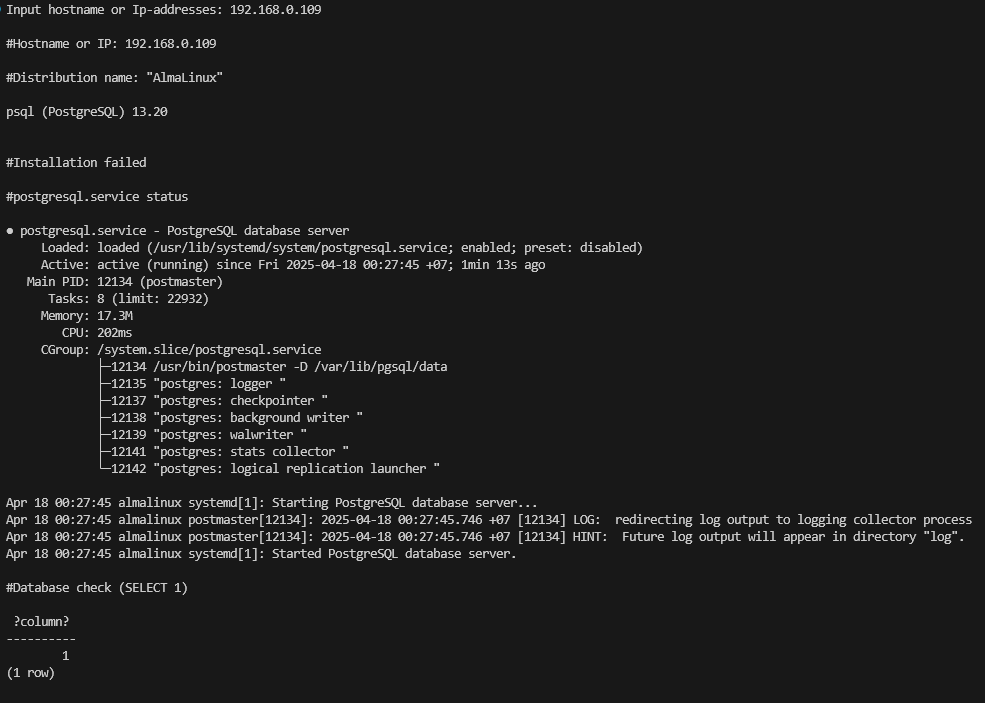 Input hostname or Ip-addresses: 192.168.0.109
#Hostname or IP: 192.168.0.109
#Distribution name: "AlmaLinux"
psql (PostgreSQL) 13.20
#Installation failed
#postgresql.service status
● postgresql.service - PostgreSQL database server
Loaded: loaded (/usr/lib/systemd/system/postgresql.service; enabled; preset: disabled)
Active: active (running) since Fri 2025-04-18 00:27:45 +07; 1min 13s ago
Main PID: 12134 (postmaster)
Tasks: 8 (limit: 22932)
Memory: 17.3M
CPU: 202ms
CGroup: /system.slice/postgresql.service
├─12134 /usr/bin/postmaster -D /var/lib/pgsql/data
├─12135 "postgres: logger "
├─12137 "postgres: checkpointer "
├─12138 "postgres: background writer "
├─12139 "postgres: walwriter "
├─12141 "postgres: stats collector "
└─12142 "postgres: logical replication launcher "
Apr 18 00:27:45 almalinux systemd[1]: Starting PostgreSQL database server...
Apr 18 00:27:45 almalinux postmaster[12134]: 2025-04-18 00:27:45.746 +07 [12134] LOG:  redirecting log output to logging collector process
Apr 18 00:27:45 almalinux postmaster[12134]: 2025-04-18 00:27:45.746 +07 [12134] HINT:  Future log output will appear in directory "log".
Apr 18 00:27:45 almalinux systemd[1]: Started PostgreSQL database server.
#Database check (SELECT 1)
?column?
----------
1
(1 row)